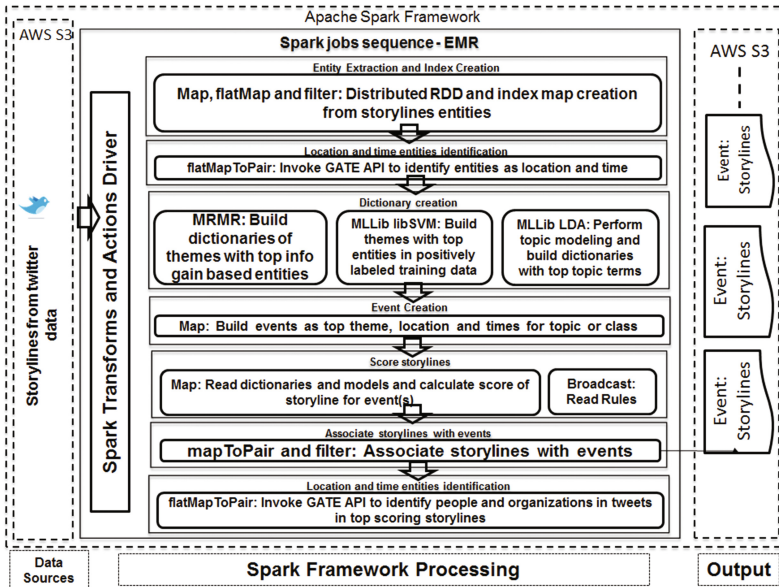 Apache Spark Framework
AWS S3
Storylines from twitter
data
Spark Transforms and Actions Driver
Spark jobs sequence - EMR
Entity Extraction and Index Creation
Map, flatMap and filter: Distributed RDD and index map creation
from storylines entities
Location and time entities identification
flatMapToPair: Invoke GATE API to identify entities as location and time
Dictionary creation
MRMR: Build
dictionaries of
themes with top info
gain based entities
MLLib libSVM: Build
themes with top
entities in positively
labeled training data
MLLib LDA: Perform
topic modeling and
build dictionaries
with top topic terms
Event Creation
Map: Build events as top theme, location and times for topic or class
Score storylines
Map: Read dictionaries and models and calculate score of
storyline for event(s)
Broadcast:
Read Rules
Associate storylines with events
mapToPair and filter: Associate storylines with events
Location and time entities identification
flatMapToPair: Invoke GATE API to identify people and organizations in tweets
in top scoring storylines
AWS S3
Event:
Storylines
Event:
Storylines
Event:
Storylines
Data
Sources
Spark Framework Processing
Output